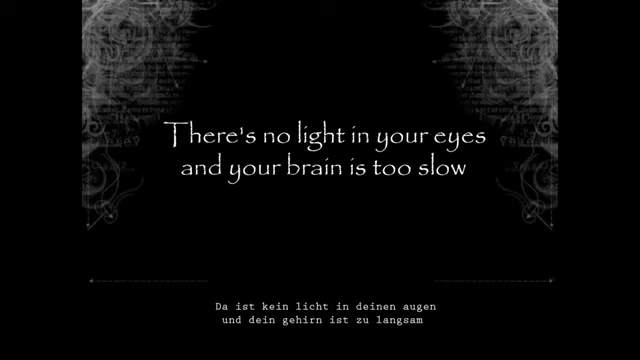 There's no light in your eyes
and your brain is too slow
Da ist kein licht in deinen augen
und dein gehirn ist zu langsam